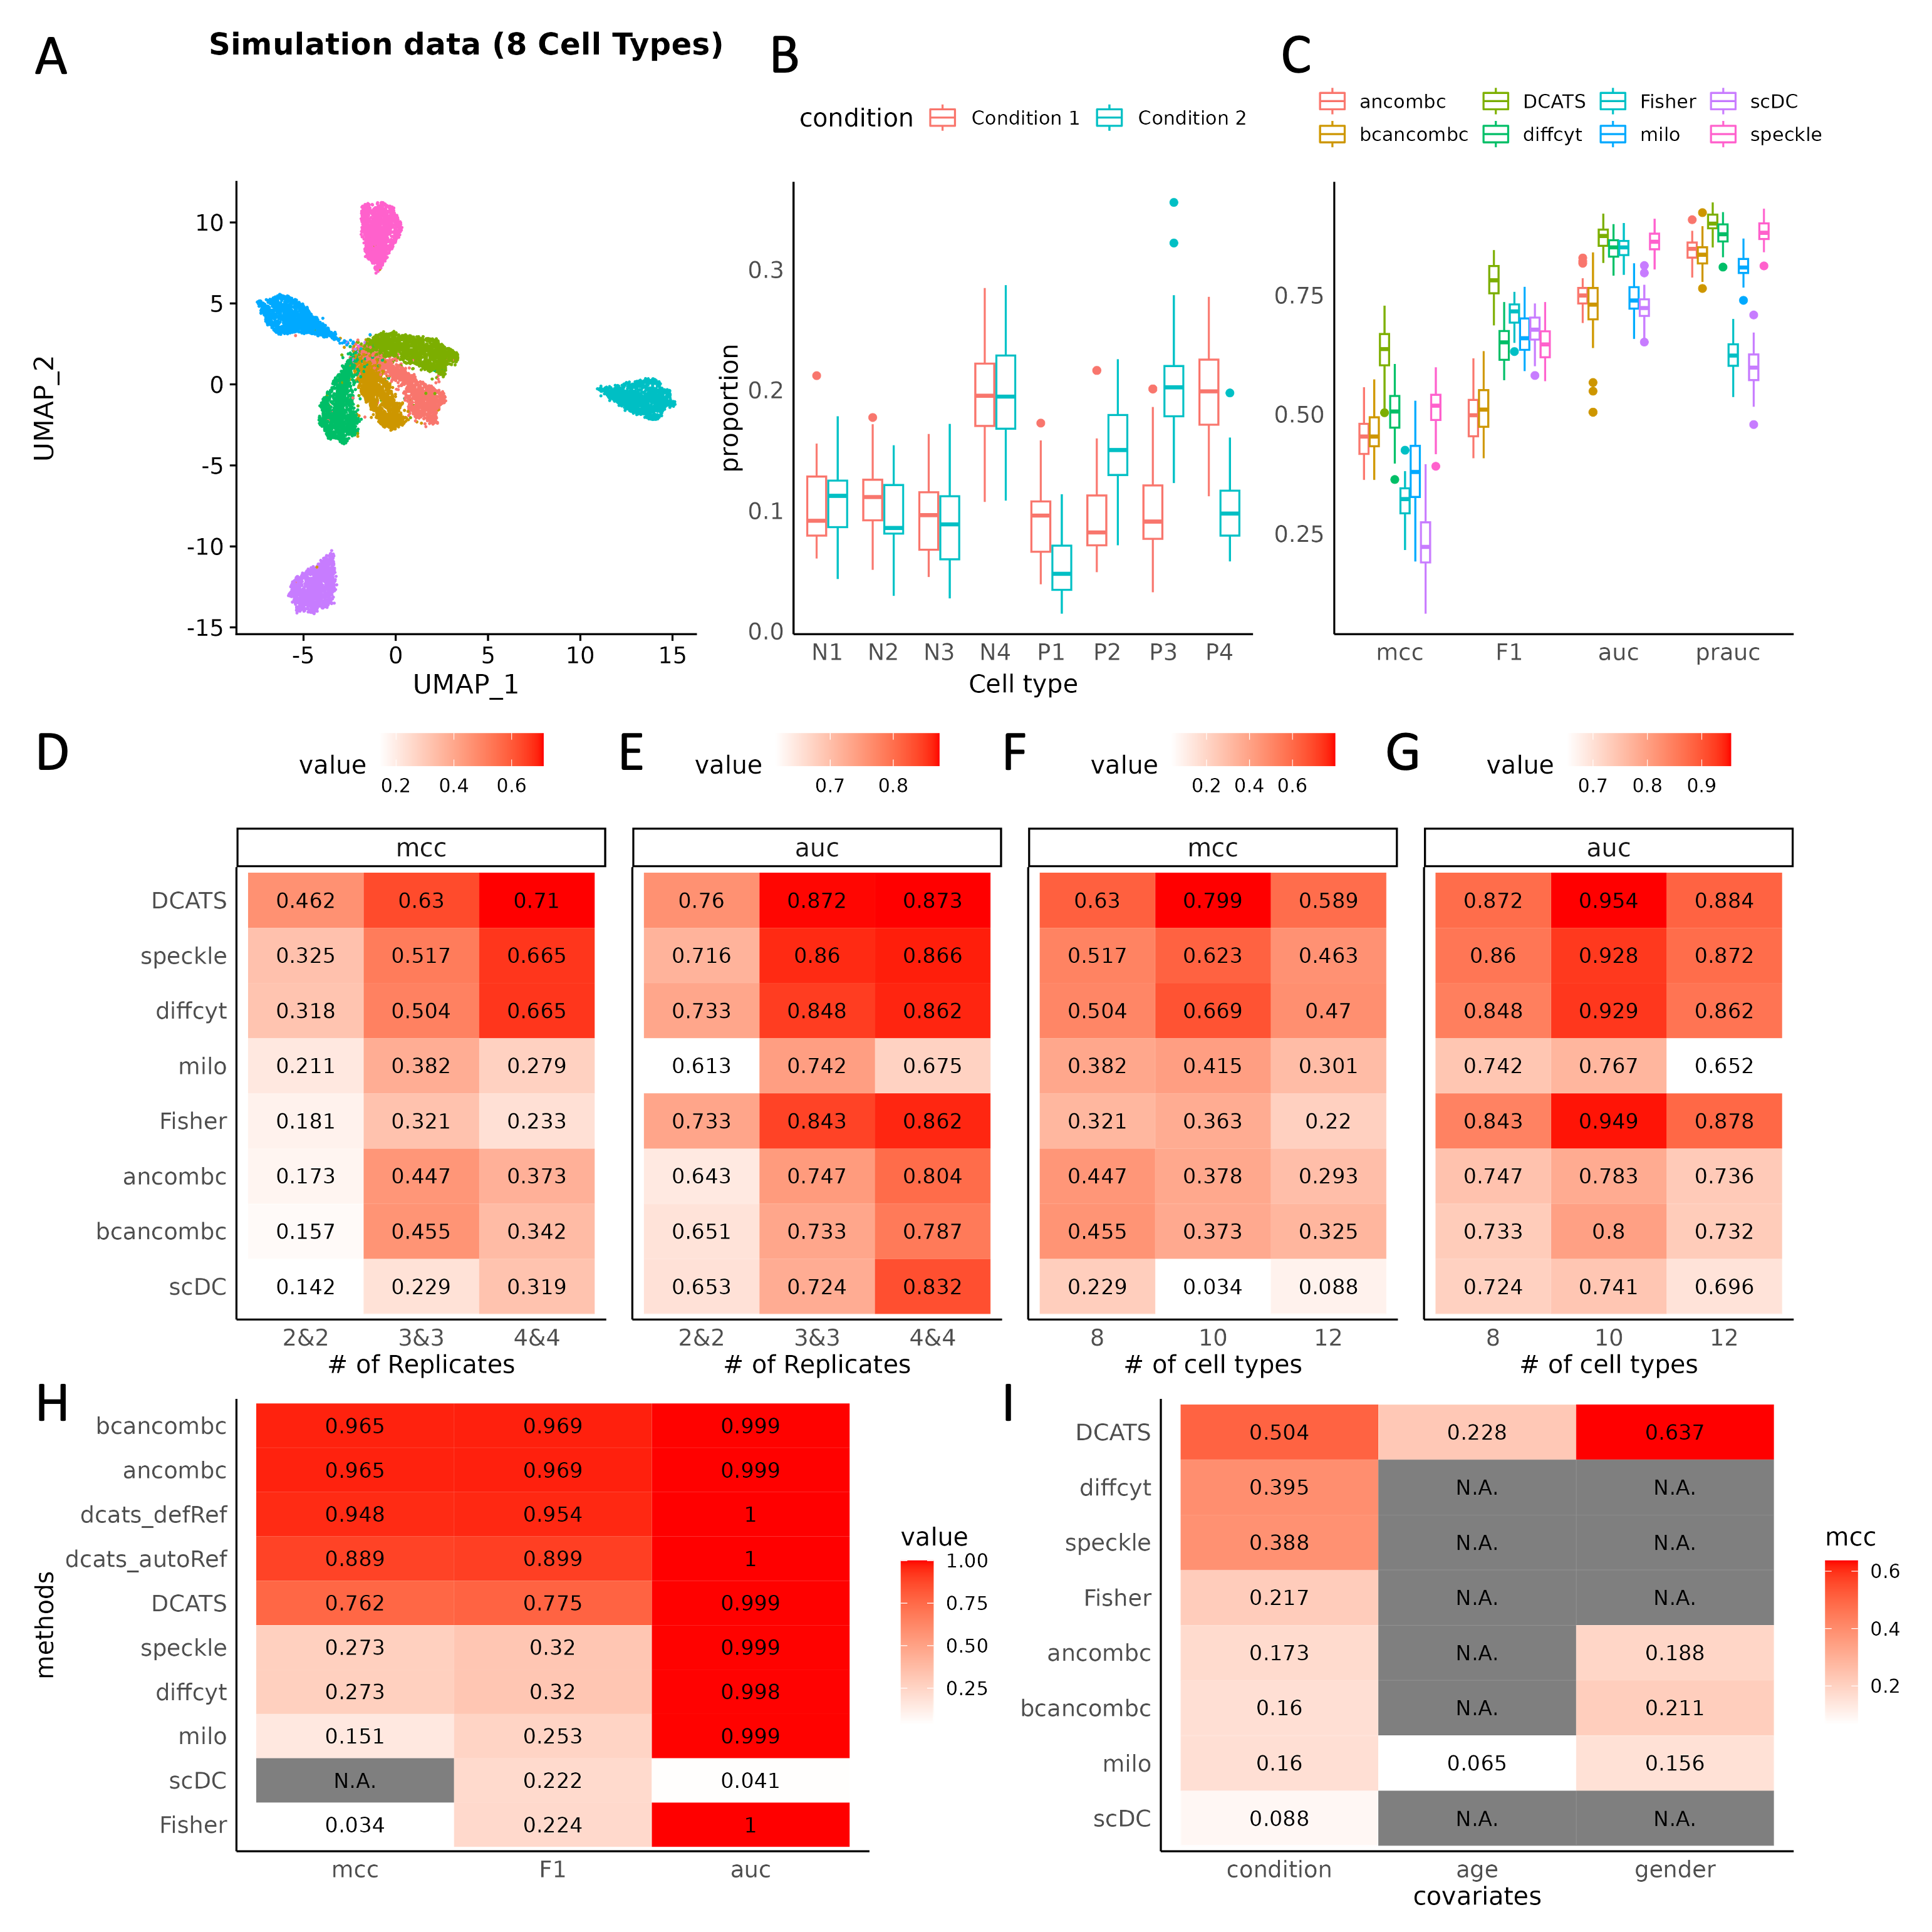 A
Simulation data (8 Cell Types)
UMAP_2
10
5
0
-5
-10
-15
-5 0 5 10 15
UMAP_1
B
condition Condition 1 Condition 2
proportion
0.3
0.2
0.1
0.0
N1 N2 N3 N4 P1 P2 P3 P4
Cell type
C
ancombc DCATS Fisher scDC
bcancombc diffcyt milo speckle
0.75
0.50
0.25
mcc F1 auc prauc
D
value 0.2 0.4 0.6
mcc
DCATS 0.462 0.63 0.71
speckle 0.325 0.517 0.665
diffcyt 0.318 0.504 0.665
milo 0.211 0.382 0.279
Fisher 0.181 0.321 0.233
ancombc 0.173 0.447 0.373
bcancombc 0.157 0.455 0.342
scDC 0.142 0.229 0.319
2&2 3&3 4&4
# of Replicates
E
value 0.7 0.8
auc
0.76 0.872 0.873
0.716 0.86 0.866
0.733 0.848 0.862
0.613 0.742 0.675
0.733 0.843 0.862
0.643 0.747 0.804
0.651 0.733 0.787
0.653 0.724 0.832
2&2 3&3 4&4
# of Replicates
F
value 0.2 0.4 0.6
mcc
0.63 0.799 0.589
0.517 0.623 0.463
0.504 0.669 0.47
0.382 0.415 0.301
0.321 0.363 0.22
0.447 0.378 0.293
0.455 0.373 0.325
0.229 0.034 0.088
8 10 12
# of cell types
G
value 0.7 0.8 0.9
auc
0.872 0.954 0.884
0.86 0.928 0.872
0.848 0.929 0.862
0.742 0.767 0.652
0.843 0.949 0.878
0.747 0.783 0.736
0.733 0.8 0.732
0.724 0.741 0.696
8 10 12
# of cell types
H
methods
bcancombc 0.965 0.969 0.999
ancombc 0.965 0.969 0.999
dcats_defRef 0.948 0.954 1
dcats_autoRef 0.889 0.899 1
DCATS 0.762 0.775 0.999
speckle 0.273 0.32 0.999
diffcyt 0.273 0.32 0.998
milo 0.151 0.253 0.999
scDC N.A. 0.222 0.041
Fisher 0.034 0.224 1
mcc F1 auc
value
1.00
0.75
0.50
0.25
I
DCATS 0.504 0.228 0.637
diffcyt 0.395 N.A. N.A.
speckle 0.388 N.A. N.A.
Fisher 0.217 N.A. N.A.
ancombc 0.173 N.A. 0.188
bcancombc 0.16 N.A. 0.211
milo 0.16 0.065 0.156
scDC 0.088 N.A. N.A.
condition age gender
covariates
mcc
0.6
0.4
0.2